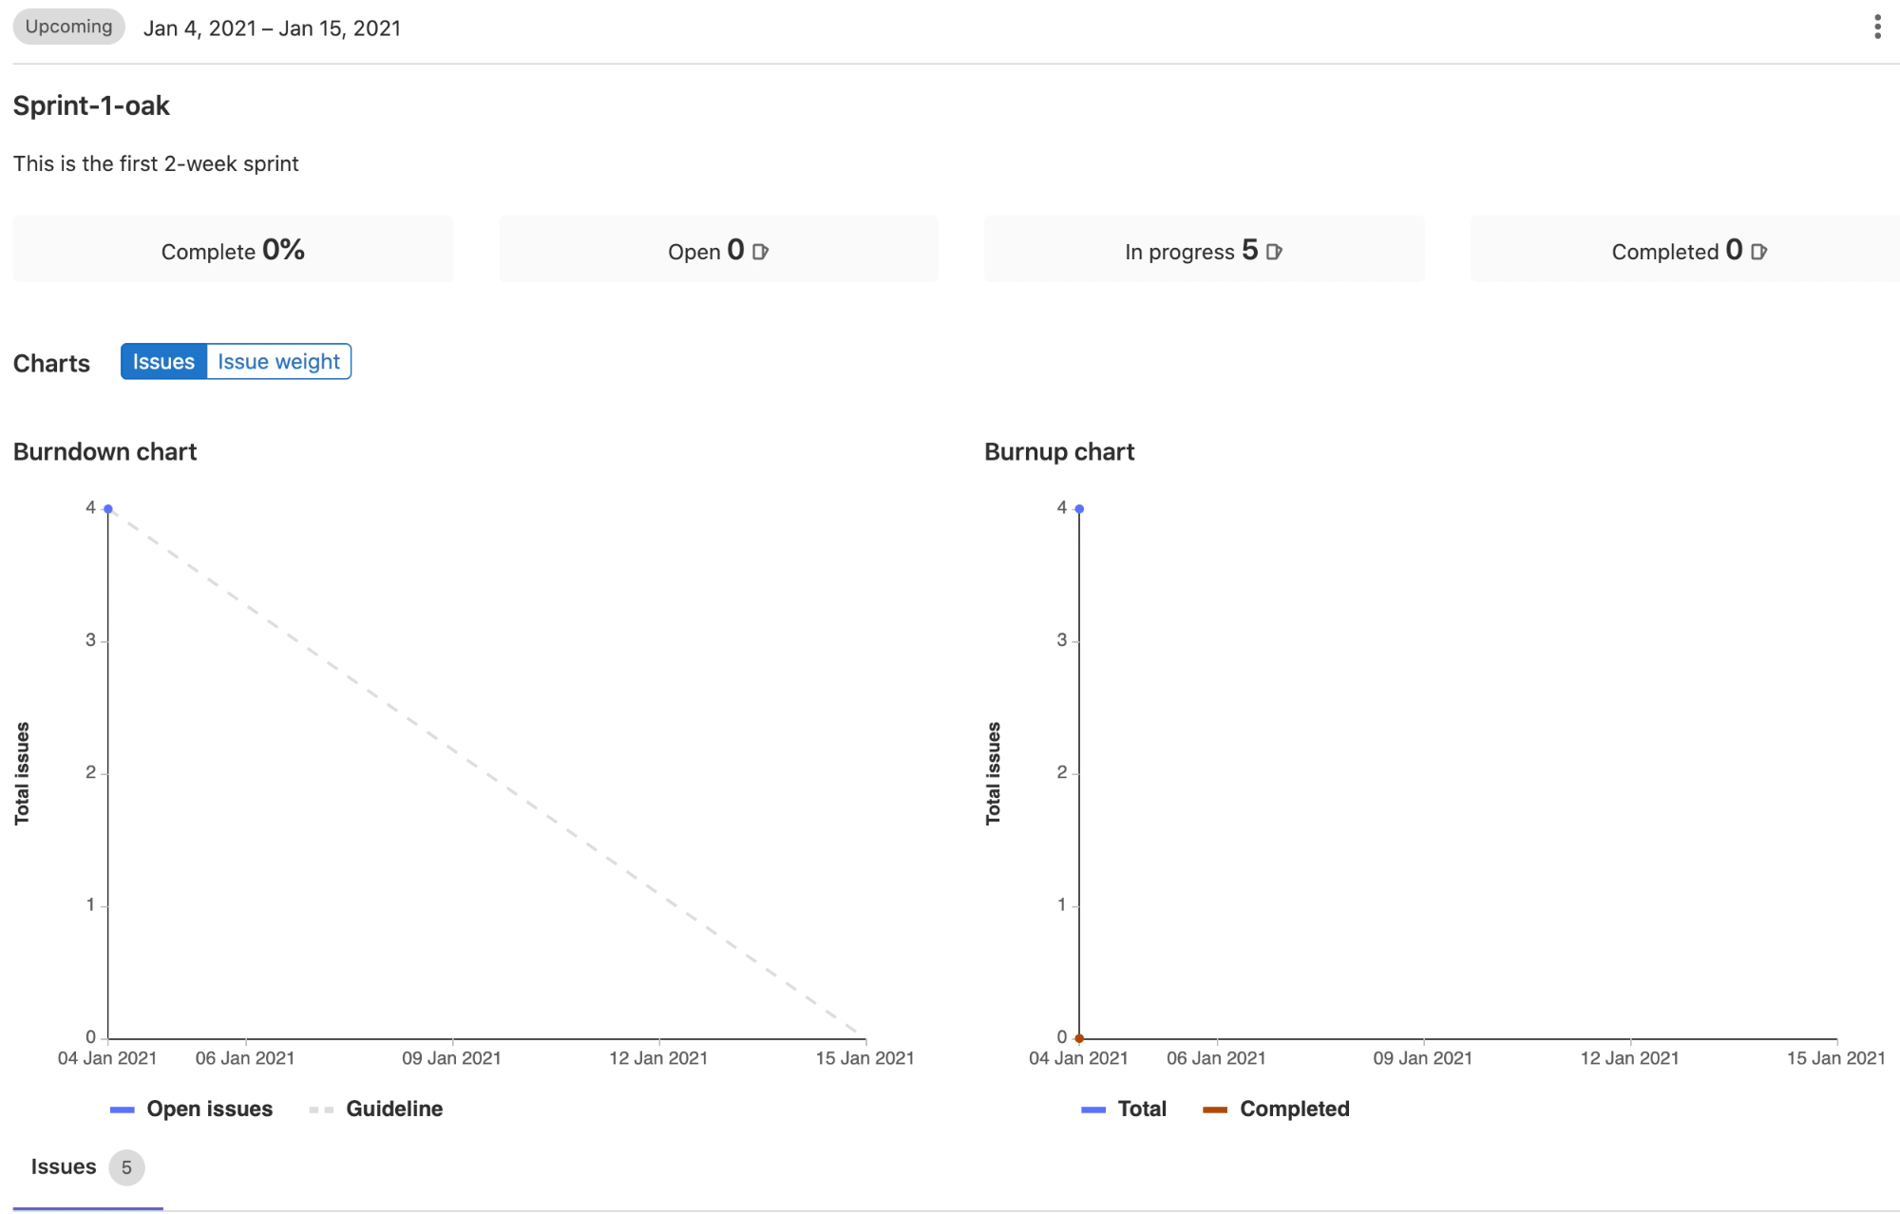 Upcoming Jan 4, 2021 – Jan 15, 2021
Sprint-1-oak
This is the first 2-week sprint
Complete 0%
Open 0
In progress 5
Completed 0
Charts Issues Issue weight
Burndown chart
4
3
2
1
0
Total issues
04 Jan 2021 06 Jan 2021 09 Jan 2021 12 Jan 2021 15 Jan 2021
Open issues Guideline
Burnup chart
4
3
2
1
0
Total issues
04 Jan 2021 06 Jan 2021 09 Jan 2021 12 Jan 2021 15 Jan 2021
Total Completed
Issues 5